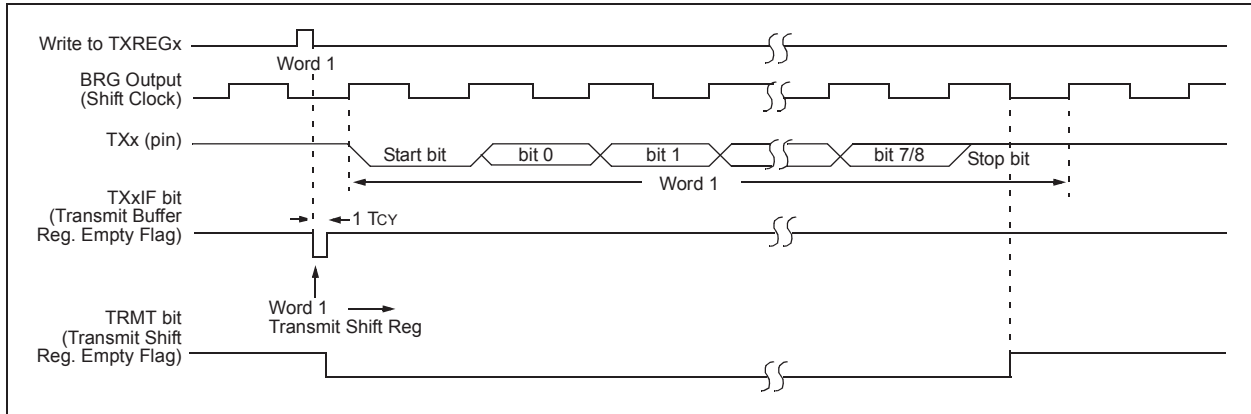 Write to TXREGx
Word 1
BRG Output
(Shift Clock)
TXx (pin)
Start bit
bit 0
bit 1
bit 7/8
Stop bit
Word 1
TXxIF bit
(Transmit Buffer
Reg. Empty Flag)
1 TCY
Word 1
Transmit Shift Reg
TRMT bit
(Transmit Shift
Reg. Empty Flag)